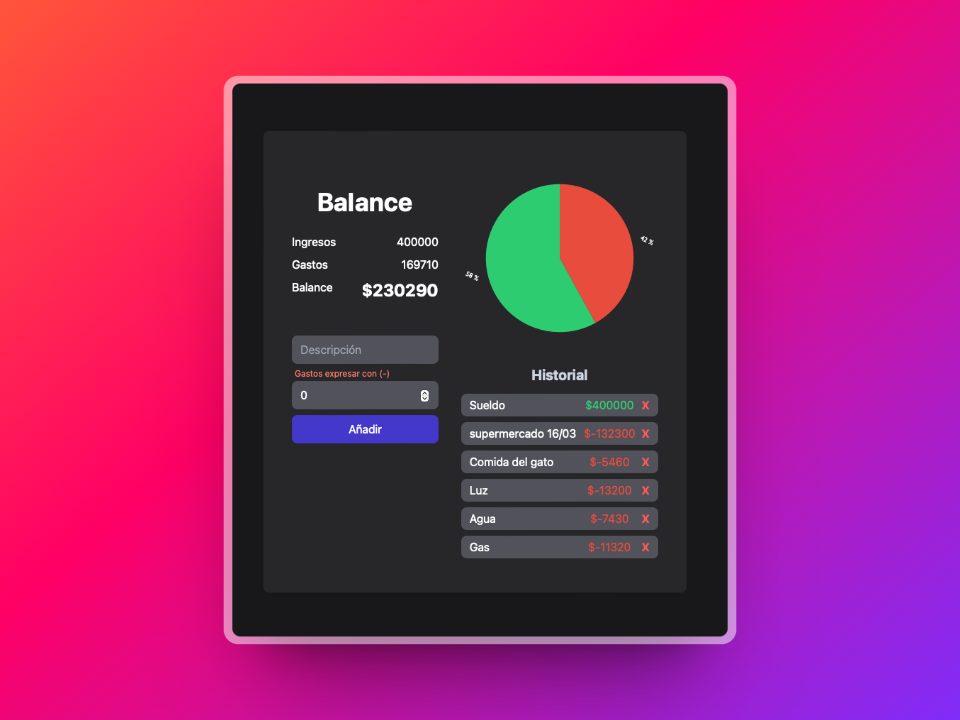 Balance
Ingresos 400000
Gastos 169710
Balance $230290
Descripción
Gastos expresar con (-)
0
Añadir
42 %
58 %
Historial
Sueldo $400000 X
supermercado 16/03 $-132300 X
Comida del gato $-5460 X
Luz $-13200 X
Agua $-7430 X
Gas $-11320 X